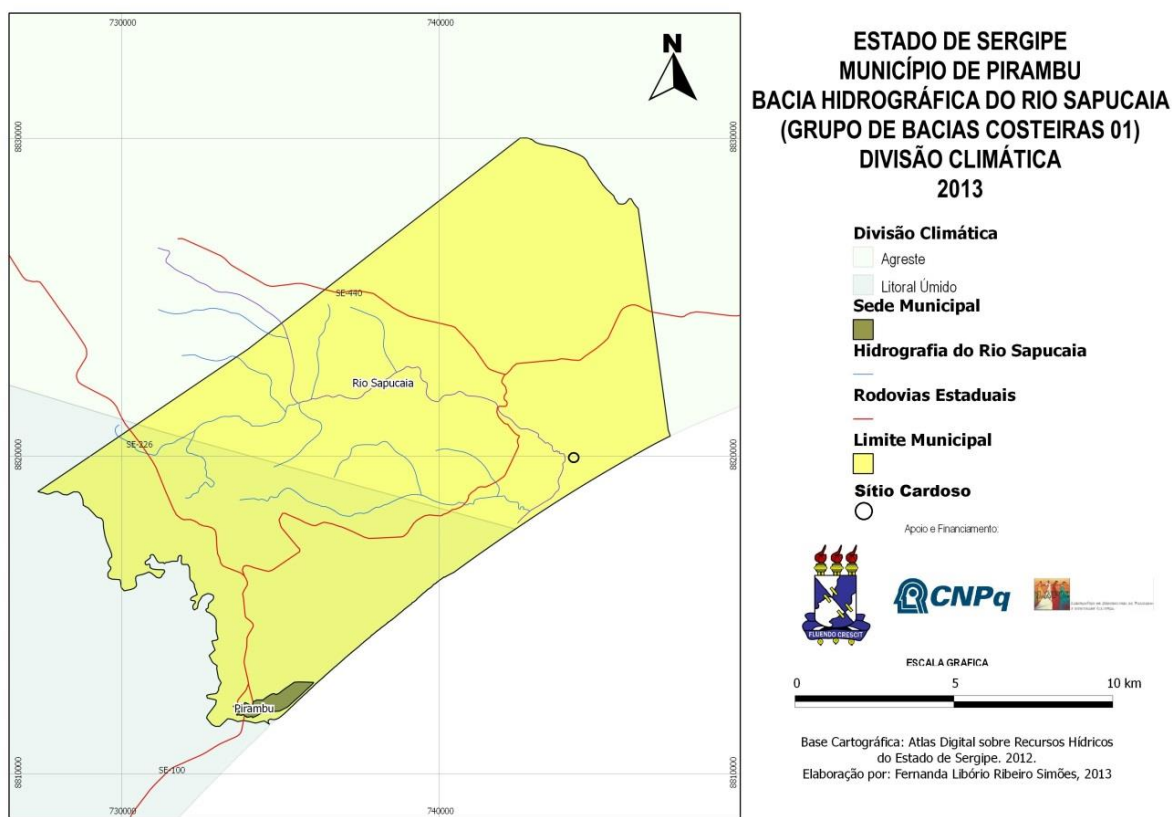 730000
740000
8830000
8830000
N
SE-440
Rio Sapucaia
SE-226
8820000
8820000
Pirambu
SE-100
8810000
8810000
730000
740000
ESTADO DE SERGIPE
MUNICÍPIO DE PIRAMBU
BACIA HIDROGRÁFICA DO RIO SAPUCAIA
(GRUPO DE BACIAS COSTEIRAS 01)
DIVISÃO CLIMÁTICA
2013
Divisão Climática
Agreste
Litoral Úmido
Sede Municipal
Hidrografia do Rio Sapucaia
Rodovias Estaduais
Limite Municipal
Sítio Cardoso
Apoio e Financiamento:
FLUENDO CRESCIT
CNPq
ESCALA GRÁFICA
0 5 10 km
Base Cartográfica: Atlas Digital sobre Recursos Hídricos
do Estado de Sergipe. 2012.
Elaboração por: Fernanda Libório Ribeiro Simões, 2013